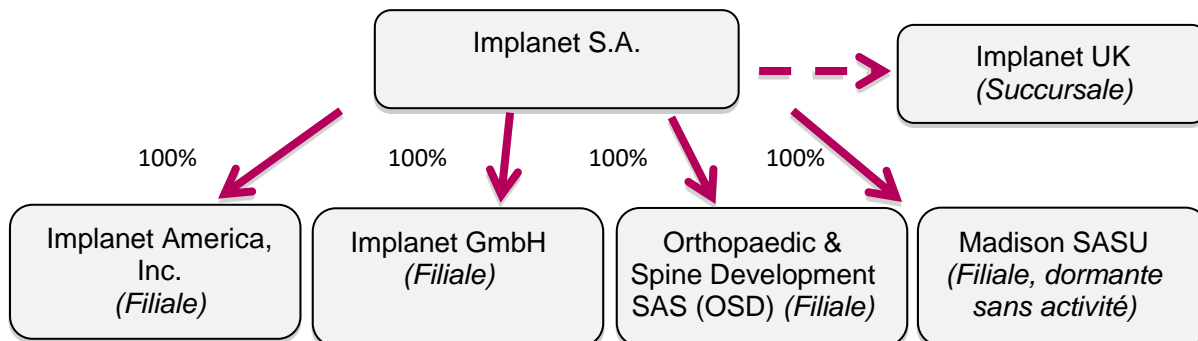 Implanet S.A.
Implanet UK
(Succursale)
100%
100%
100%
100%
Implanet America,
Inc.
(Filiale)
Implanet GmbH
(Filiale)
Orthopaedic &
Spine Development
SAS (OSD) (Filiale)
Madison SASU
(Filiale, dormante
sans activité)